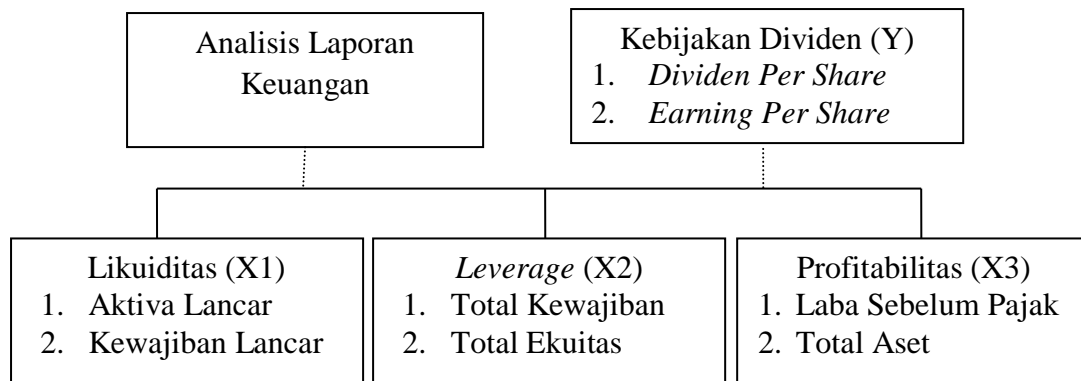 Analisis Laporan
Keuangan
Kebijakan Dividen (Y)
1. Dividen Per Share
2. Earning Per Share
Likuiditas (X1)
1. Aktiva Lancar
2. Kewajiban Lancar
Leverage (X2)
1. Total Kewajiban
2. Total Ekuitas
Profitabilitas (X3)
1. Laba Sebelum Pajak
2. Total Aset